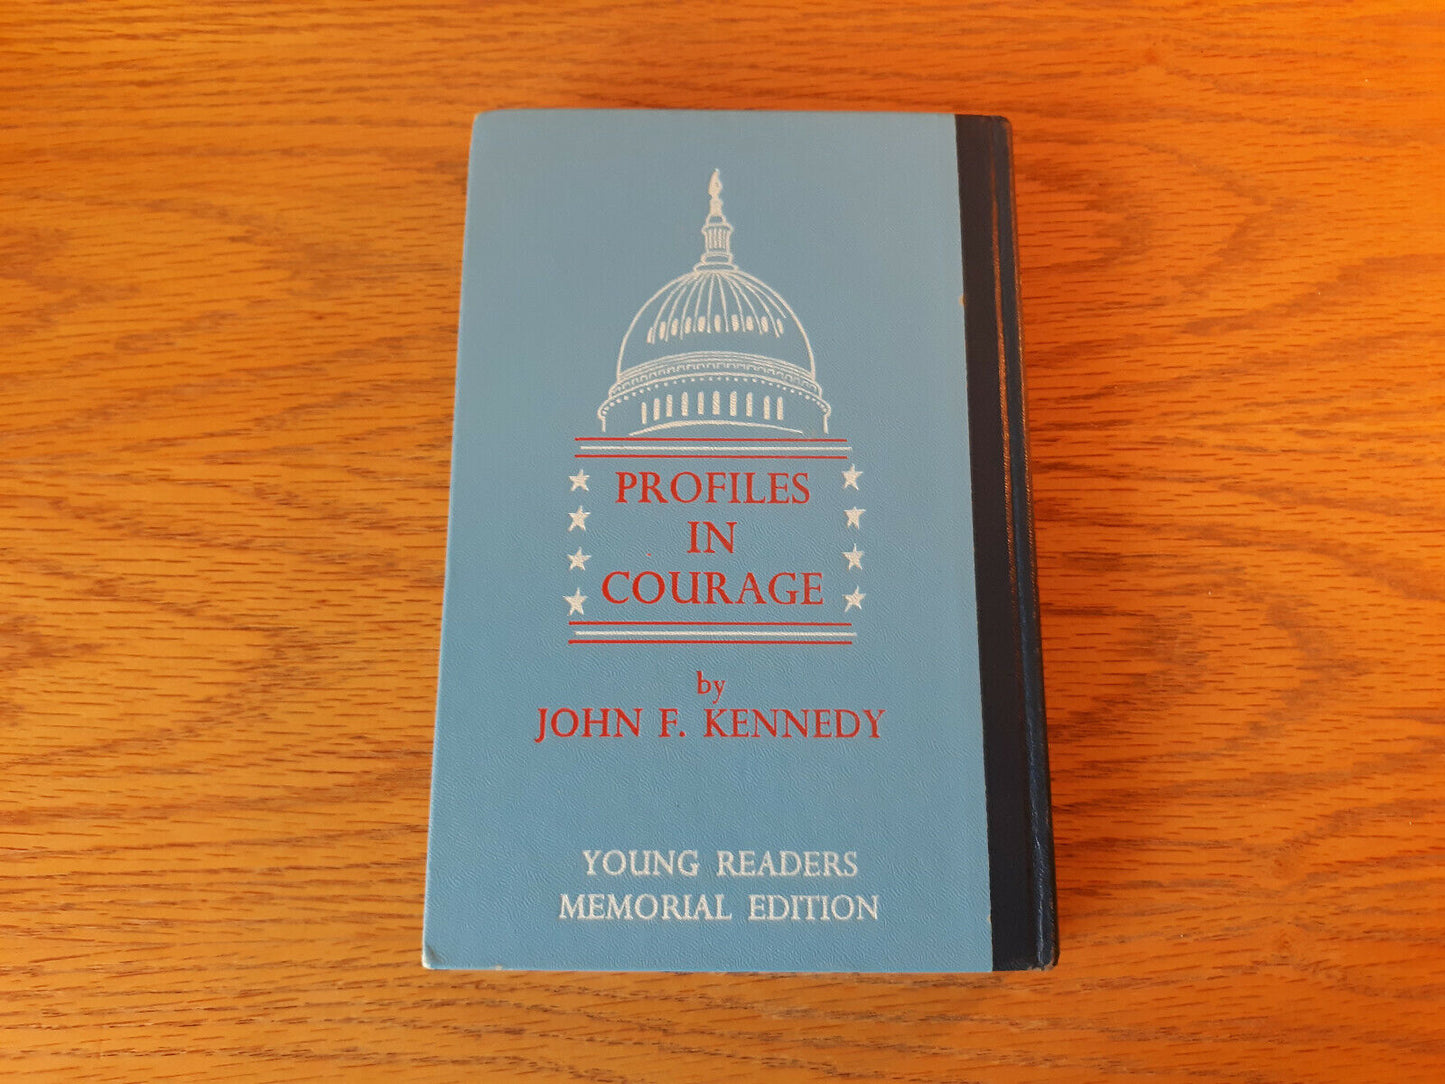 PROFILES
IN
COURAGE
by
JOHN F. KENNEDY
YOUNG READERS
MEMORIAL EDITION